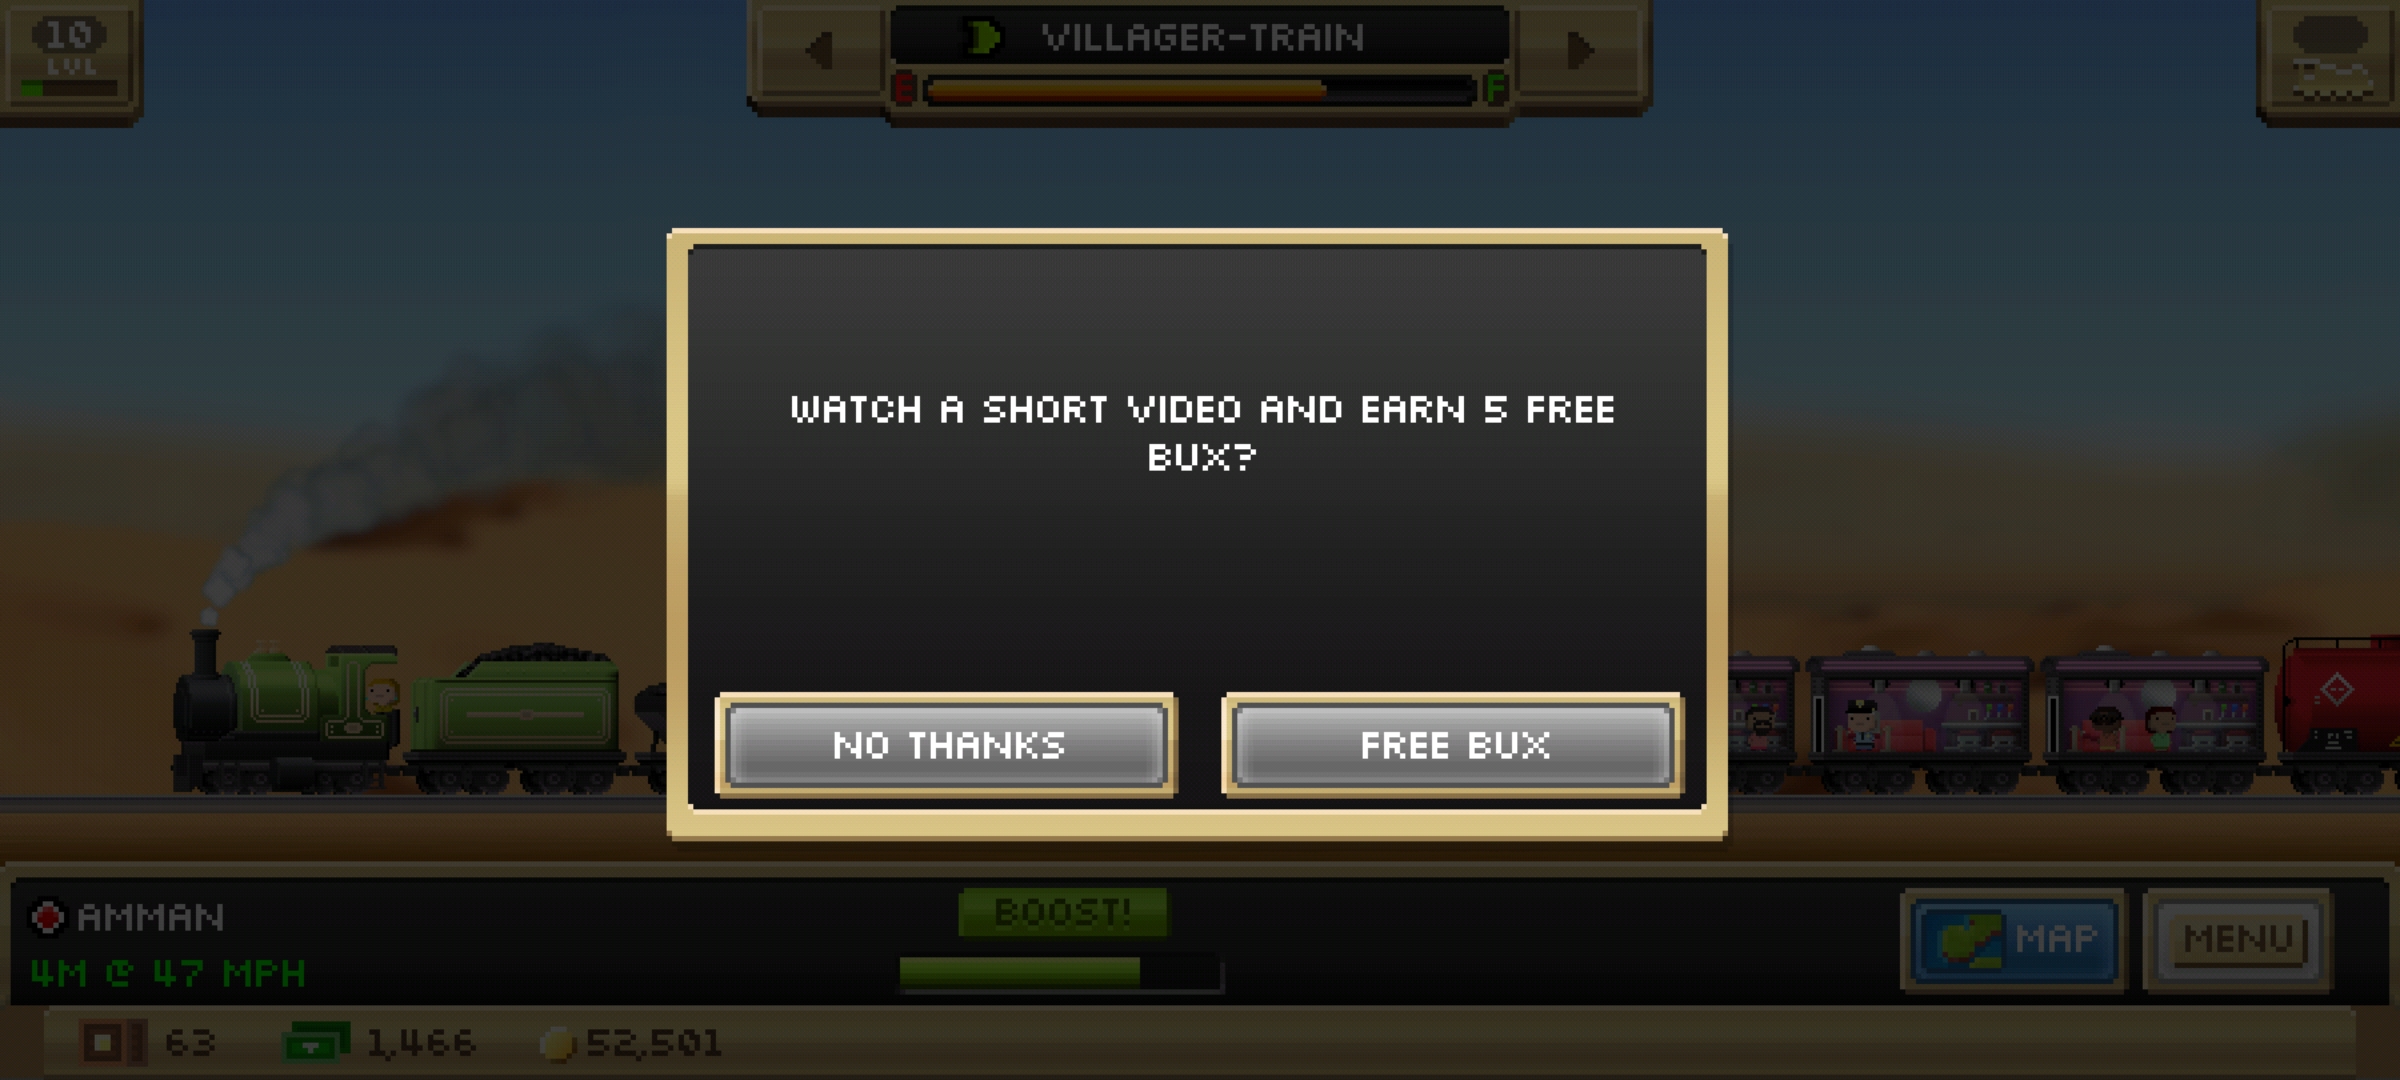 10
LVL
VILLAGER-TRAIN
E F
WATCH A SHORT VIDEO AND EARN 5 FREE
BUX?
NO THANKS
FREE BUX
AMMAN
4M @ 47 MPH
BOOST!
MAP
MENU
63
1,466
52,501